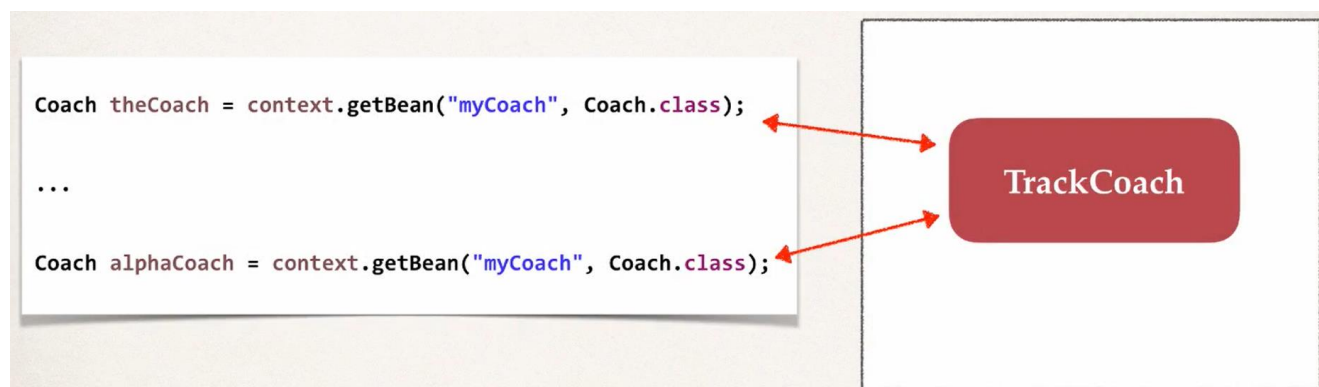 Coach theCoach = context.getBean("myCoach", Coach.class);
...
Coach alphaCoach = context.getBean("myCoach", Coach.class);
TrackCoach